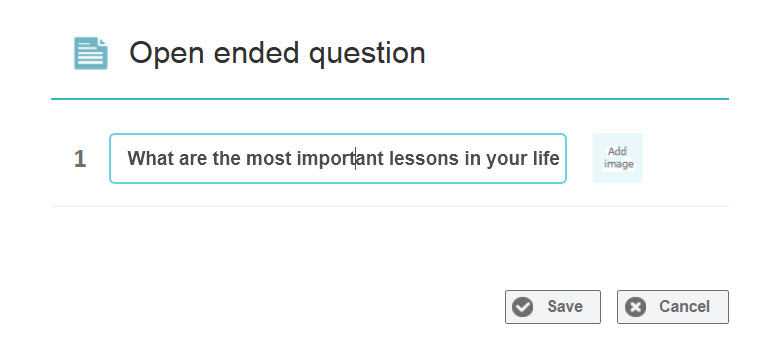 Open ended question
1 What are the most important lessons in your life
Add
image
Save Cancel